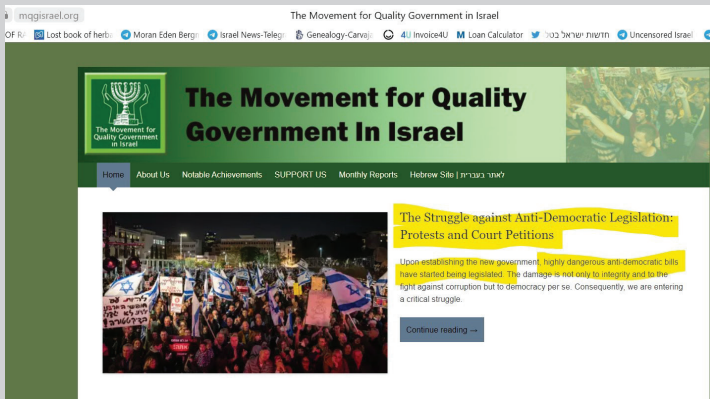 mqgisrael.org
The Movement for Quality Government in Israel
Lost book of herba
Moran Eden Bergn
Israel News-Telegr
Genealogy-Carvaja
4U Invoice4U
M Loan Calculator
חדשות ישראל בטל
Uncensored Israel
The Movement for
Quality Government
in Israel
The Movement for Quality
Government In Israel
Home
About Us
Notable Achievements
SUPPORT US
Monthly Reports
Hebrew Site | לאתר בעברית
The Struggle against Anti-Democratic Legislation:
Protests and Court Petitions
Upon establishing the new government, highly dangerous anti-democratic bills
have started being legislated. The damage is not only to integrity and to the
fight against corruption but to democracy per se. Consequently, we are entering
a critical struggle.
Continue reading →